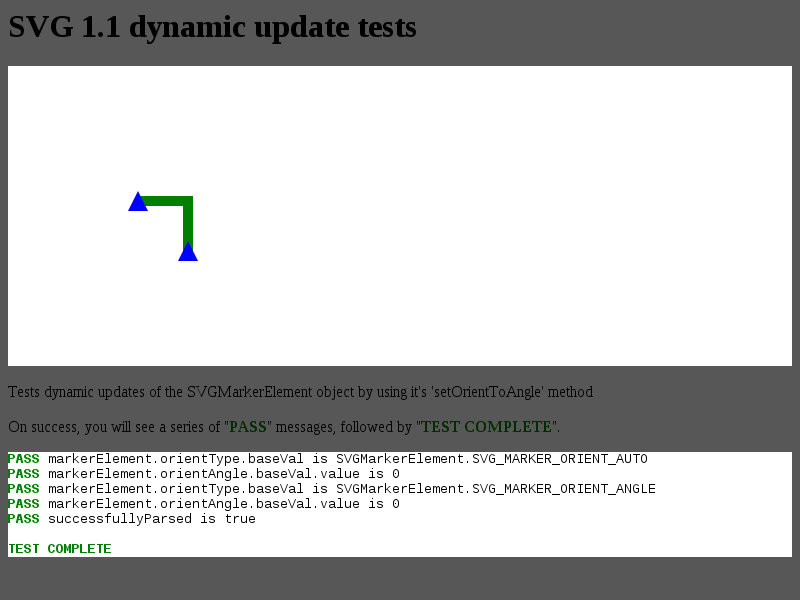 SVG 1.1 dynamic update tests
Tests dynamic updates of the SVGMarkerElement object by using it's 'setOrientToAngle' method
On success, you will see a series of "PASS" messages, followed by "TEST COMPLETE".
PASS markerElement.orientType.baseVal is SVGMarkerElement.SVG_MARKER_ORIENT_AUTO
PASS markerElement.orientAngle.baseVal.value is 0
PASS markerElement.orientType.baseVal is SVGMarkerElement.SVG_MARKER_ORIENT_ANGLE
PASS markerElement.orientAngle.baseVal.value is 0
PASS successfullyParsed is true
TEST COMPLETE